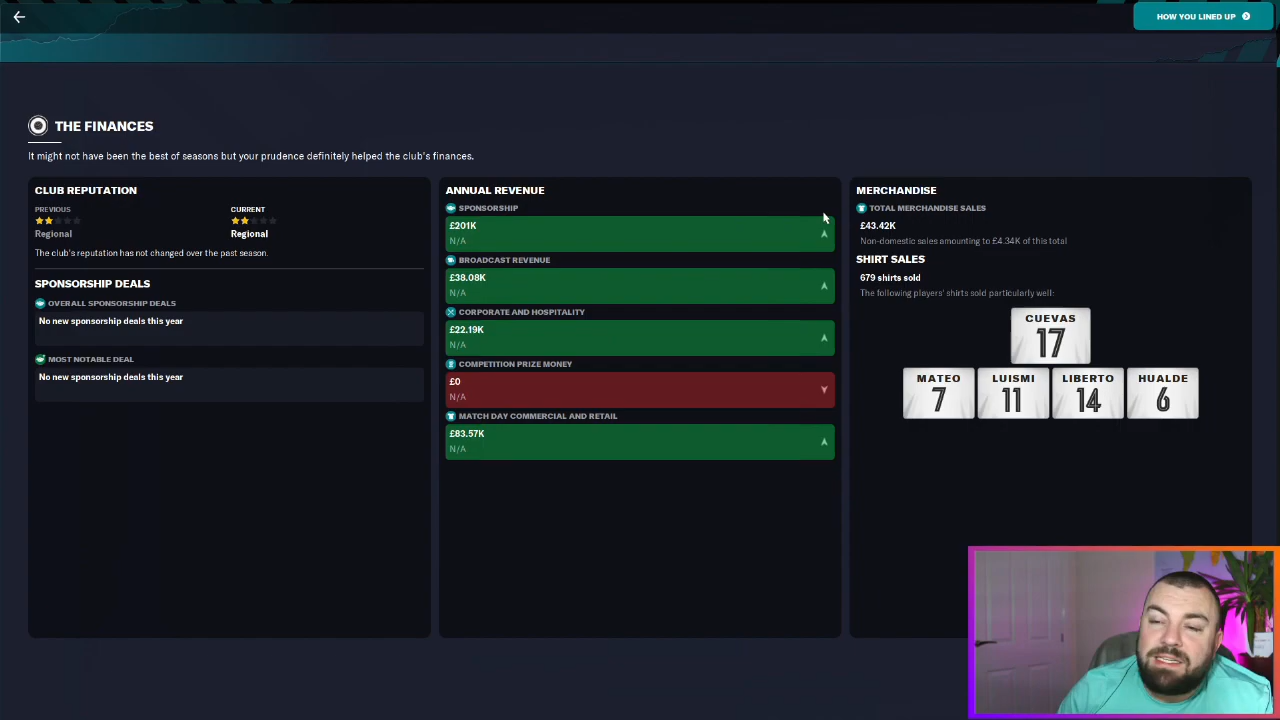 HOW YOU LINED UP
THE FINANCES
It might not have been the best of seasons but your prudence definitely helped the club's finances.
CLUB REPUTATION
PREVIOUS CURRENT
Regional Regional
The club's reputation has not changed over the past season.
SPONSORSHIP DEALS
OVERALL SPONSORSHIP DEALS
No new sponsorship deals this year
MOST NOTABLE DEAL
No new sponsorship deals this year
ANNUAL REVENUE
SPONSORSHIP
£201K
N/A
BROADCAST REVENUE
£38.08K
N/A
CORPORATE AND HOSPITALITY
£22.19K
N/A
COMPETITION PRIZE MONEY
£0
N/A
MATCH DAY COMMERCIAL AND RETAIL
£83.57K
N/A
MERCHANDISE
TOTAL MERCHANDISE SALES
£43.42K
Non-domestic sales amounting to £4.34K of this total
SHIRT SALES
679 shirts sold
The following players' shirts sold particularly well:
CUEVAS
17
MATEO LUISMI LIBERTO HUALDE
7 11 14 6